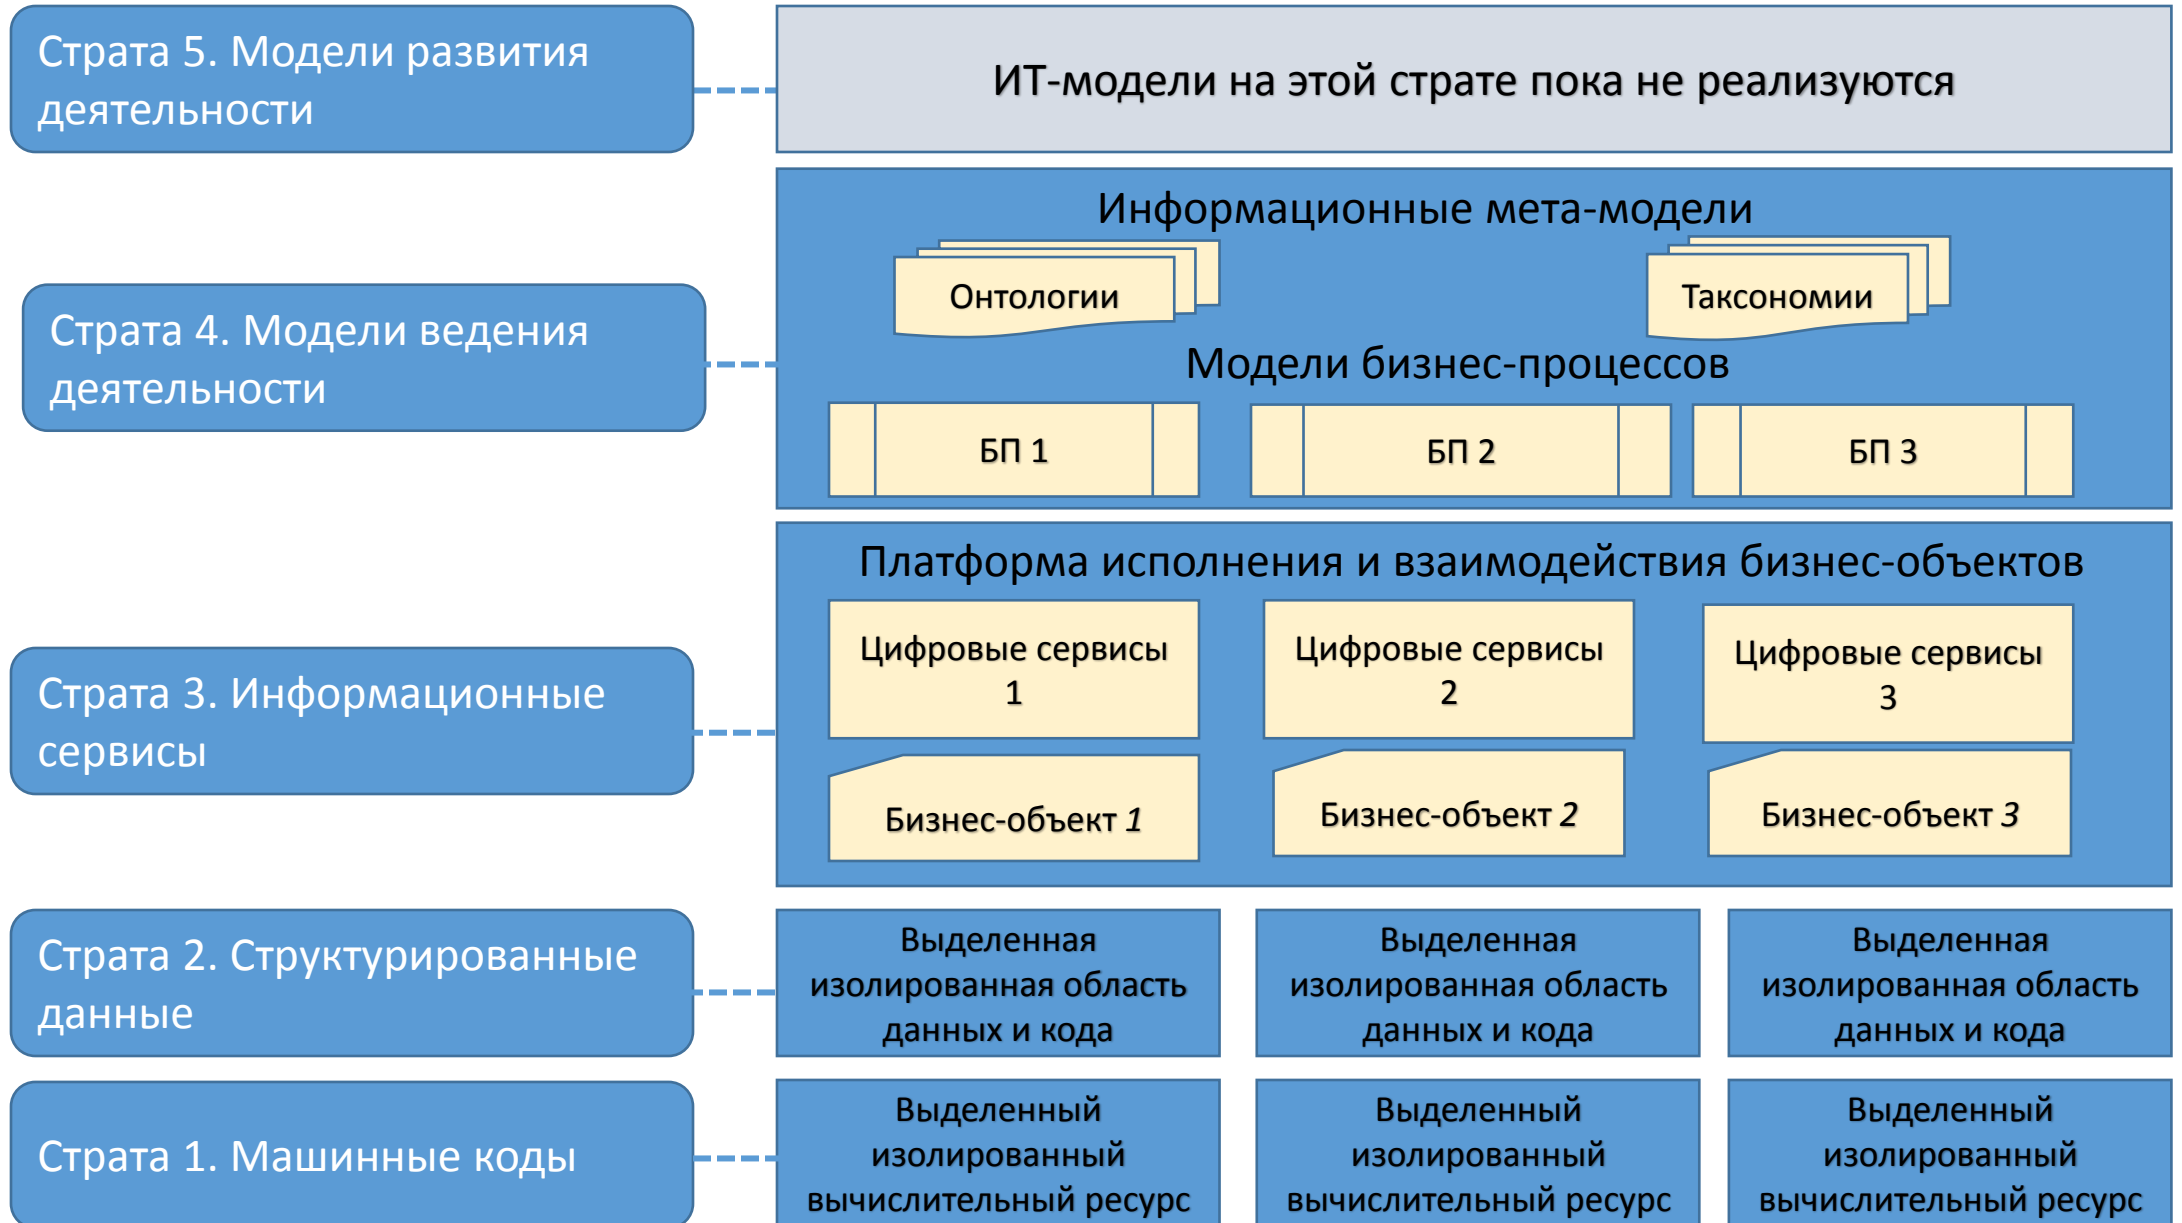 Страта 5. Модели развития
деятельности
ИТ-модели на этой страте пока не реализуются
Страта 4. Модели ведения
деятельности
Информационные мета-модели
Онтологии
Таксономии
Модели бизнес-процессов
БП 1
БП 2
БП 3
Страта 3. Информационные
сервисы
Платформа исполнения и взаимодействия бизнес-объектов
Цифровые сервисы
1
Цифровые сервисы
2
Цифровые сервисы
3
Бизнес-объект 1
Бизнес-объект 2
Бизнес-объект 3
Страта 2. Структурированные
данные
Выделенная
изолированная область
данных и кода
Выделенная
изолированная область
данных и кода
Выделенная
изолированная область
данных и кода
Страта 1. Машинные коды
Выделенный
изолированный
вычислительный ресурс
Выделенный
изолированный
вычислительный ресурс
Выделенный
изолированный
вычислительный ресурс